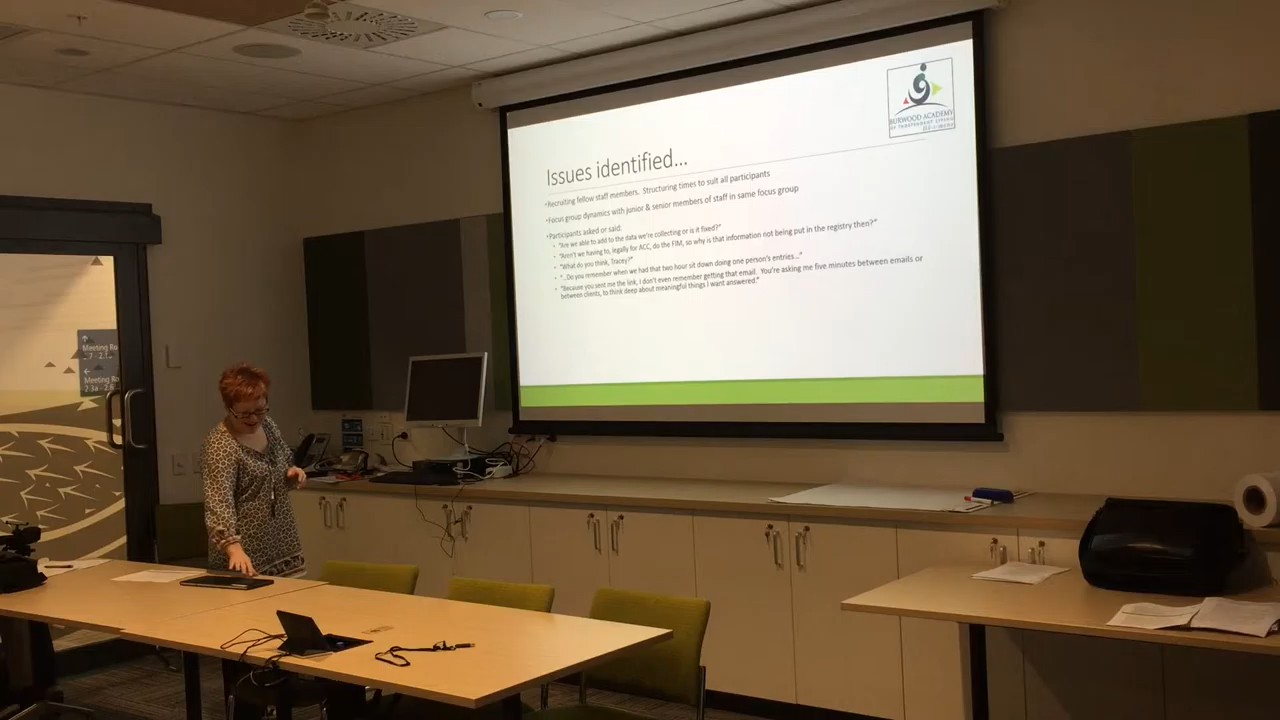 BURWOOD ACADEMY
OF INDEPENDENT LIVING
Issues identified...
•Recruiting fellow staff members. Structuring times to suit all participants
•Focus group dynamics with junior & senior members of staff in same focus group
•Participants asked or said:
• "Are we able to add to the data we're collecting or is it fixed?"
• "Aren't we having to, legally for ACC, do the FIM, so why is that information not being put in the registry then?"
• "What do you think, Tracey?"
• "...Do you remember when we had that two hour sit down doing one person's entries..."
• "Because you sent me the link, I don't even remember getting that email. You're asking me five minutes between emails or
between clients, to think deep about meaningful things I want answered."
Meeting Ro
Meeting Ro